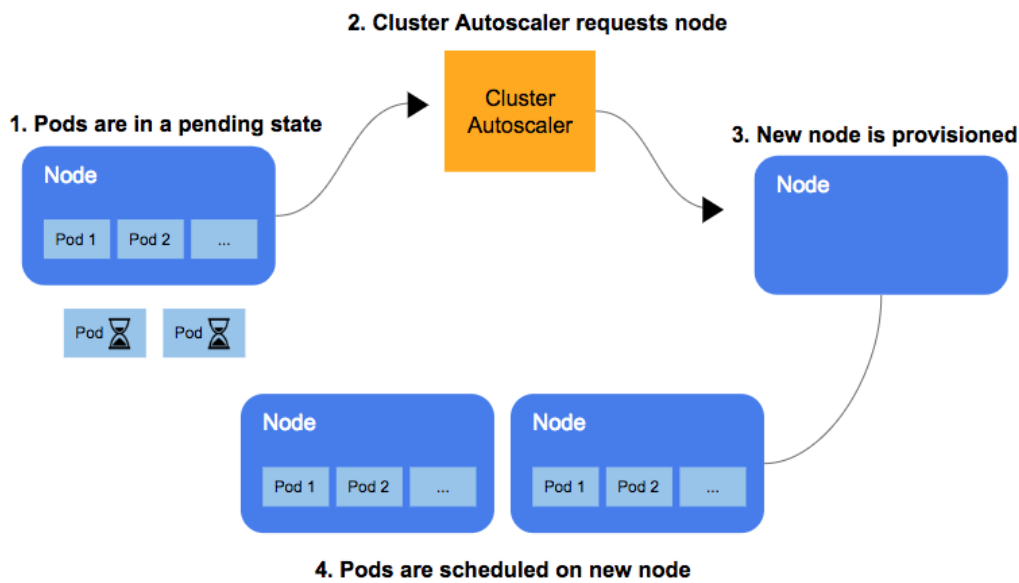 2. Cluster Autoscaler requests node
Cluster
Autoscaler
1. Pods are in a pending state
Node
Pod 1
Pod 2
...
Pod
Pod
3. New node is provisioned
Node
Node
Pod 1
Pod 2
...
Node
Pod 1
Pod 2
...
4. Pods are scheduled on new node